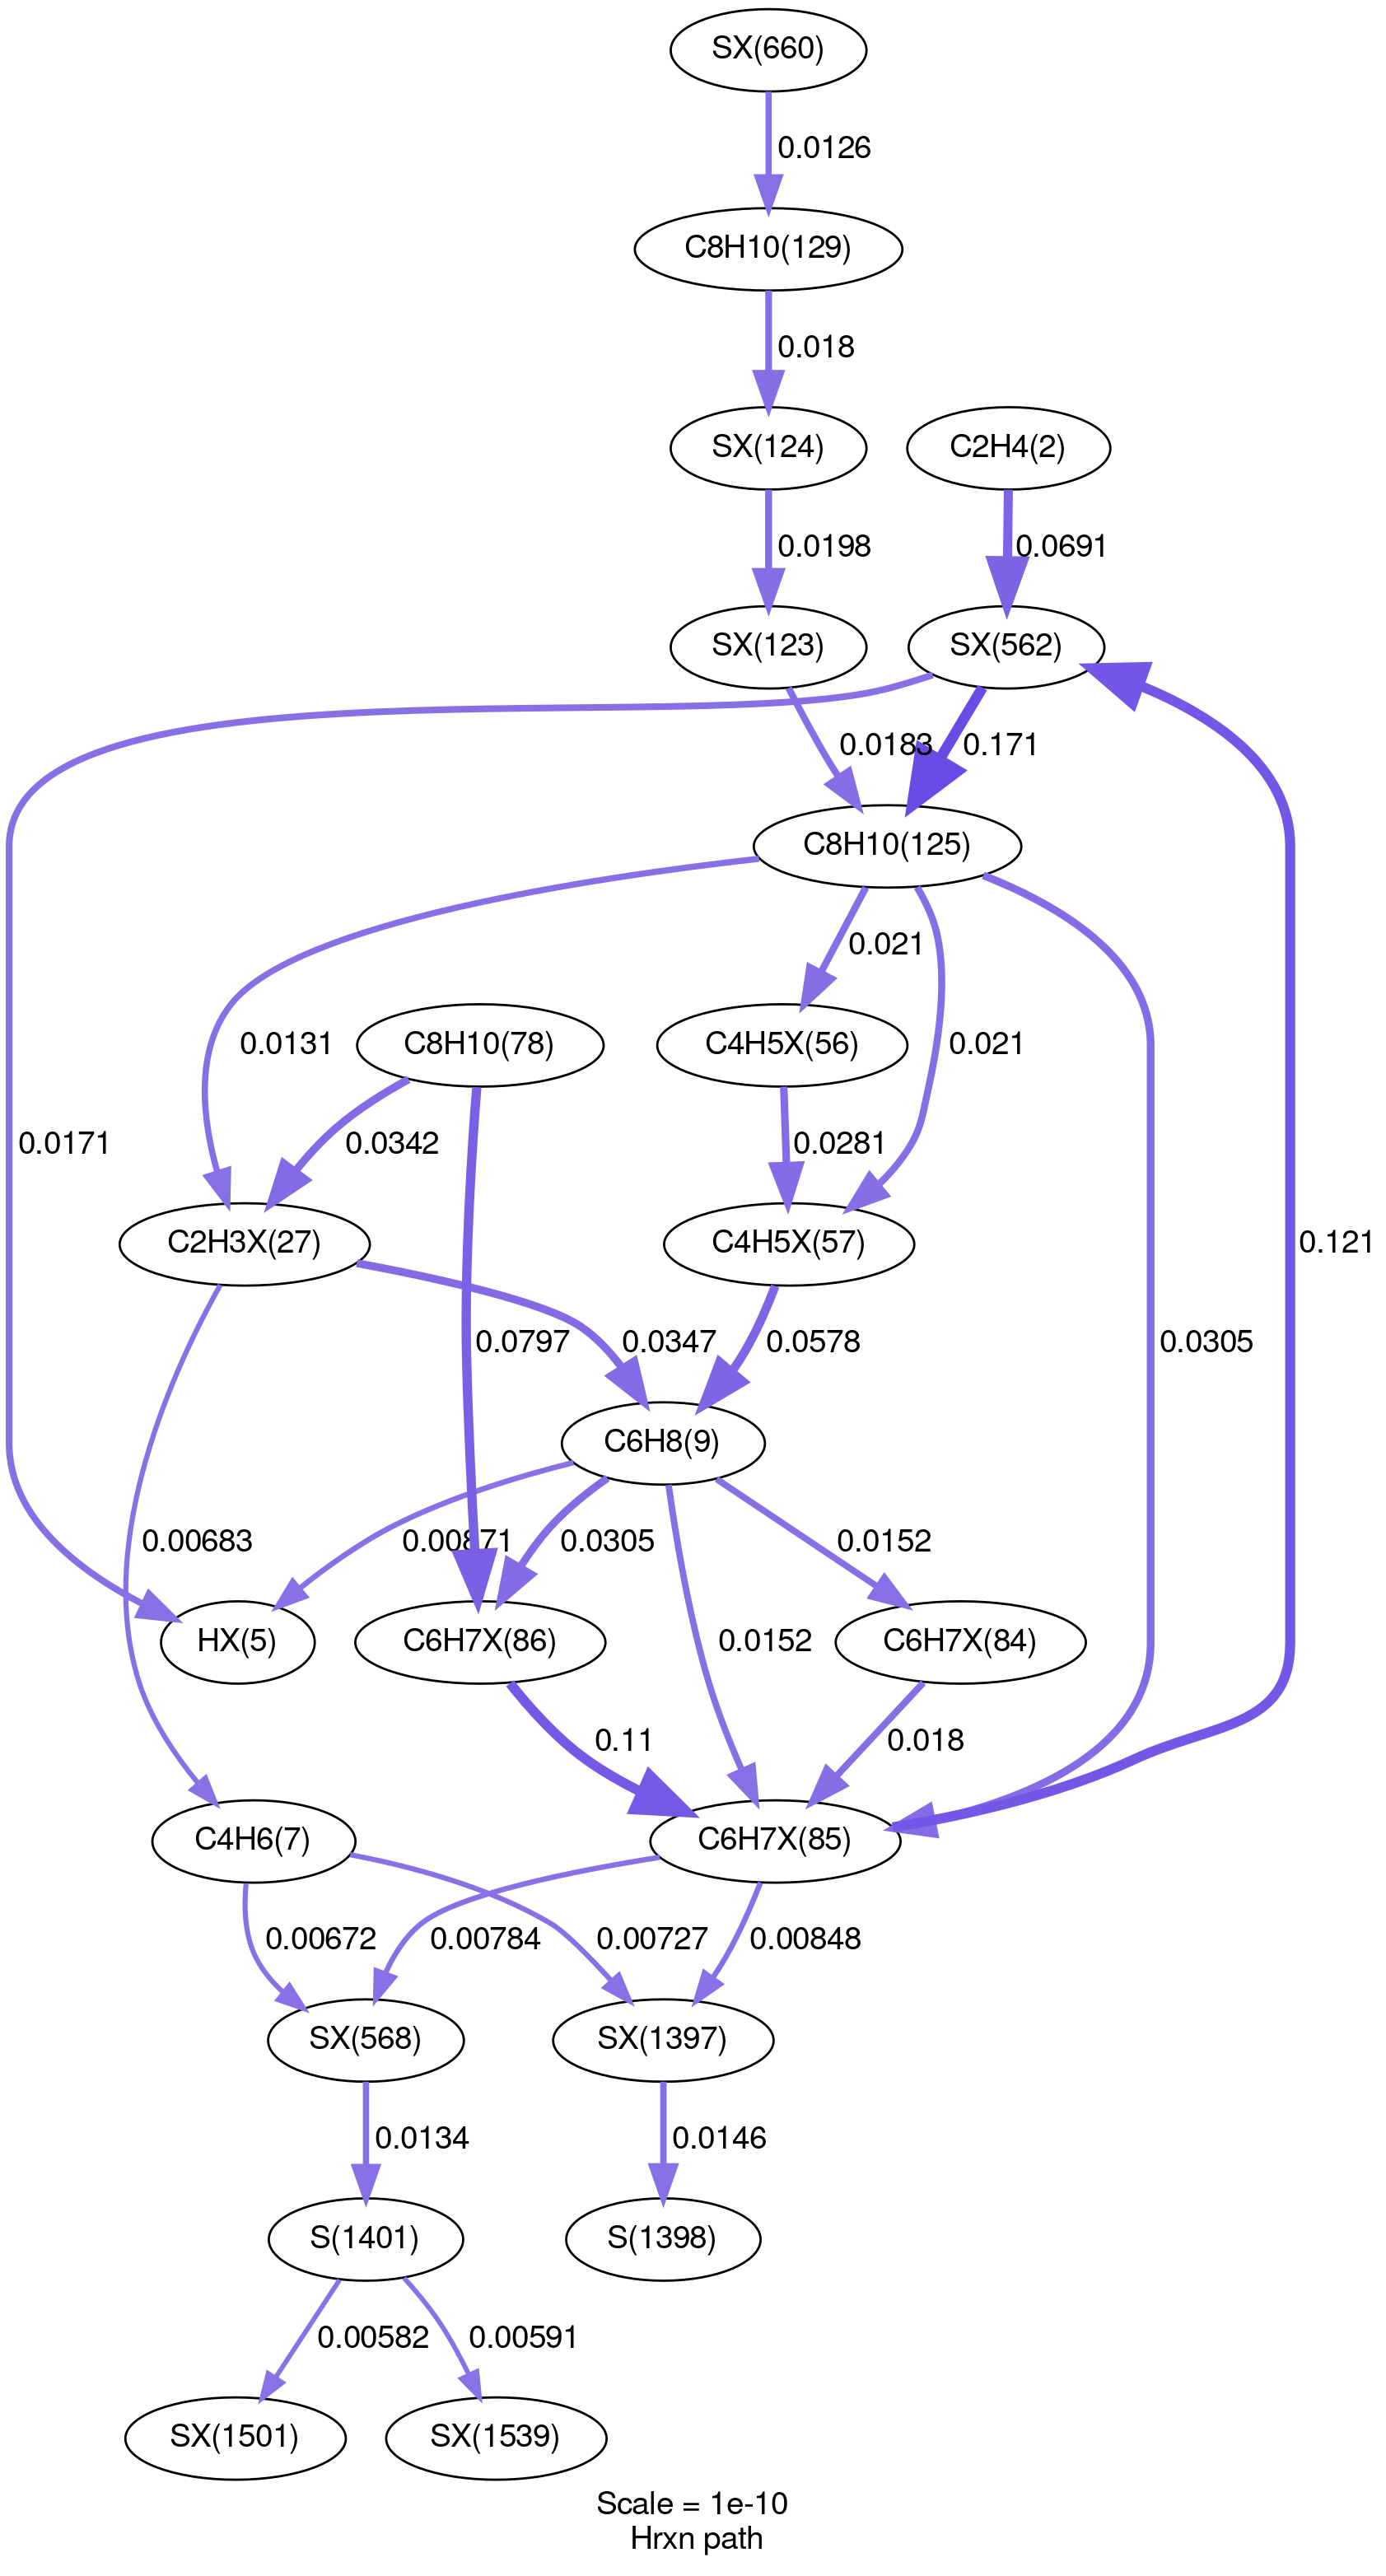 SX(660)
0.0126
C8H10(129)
0.018
SX(124)
C2H4(2)
0.0198
0.0691
SX(123)
SX(562)
0.0183
0.171
C8H10(125)
0.021
C8H10(78)
C4H5X(56)
0.0131
0.021
0.0171
0.0342
0.0281
C2H3X(27)
C4H5X(57)
0.121
0.0797
0.0347
0.0578
0.0305
C6H8(9)
0.00683
0.00871
0.0305
0.0152
HX(5)
C6H7X(86)
0.0152
C6H7X(84)
0.11
0.018
C4H6(7)
C6H7X(85)
0.00672
0.00784
0.00727
0.00848
SX(568)
SX(1397)
0.0134
0.0146
S(1401)
S(1398)
0.00582
0.00591
SX(1501)
SX(1539)
Scale = 1e-10
Hrxn path